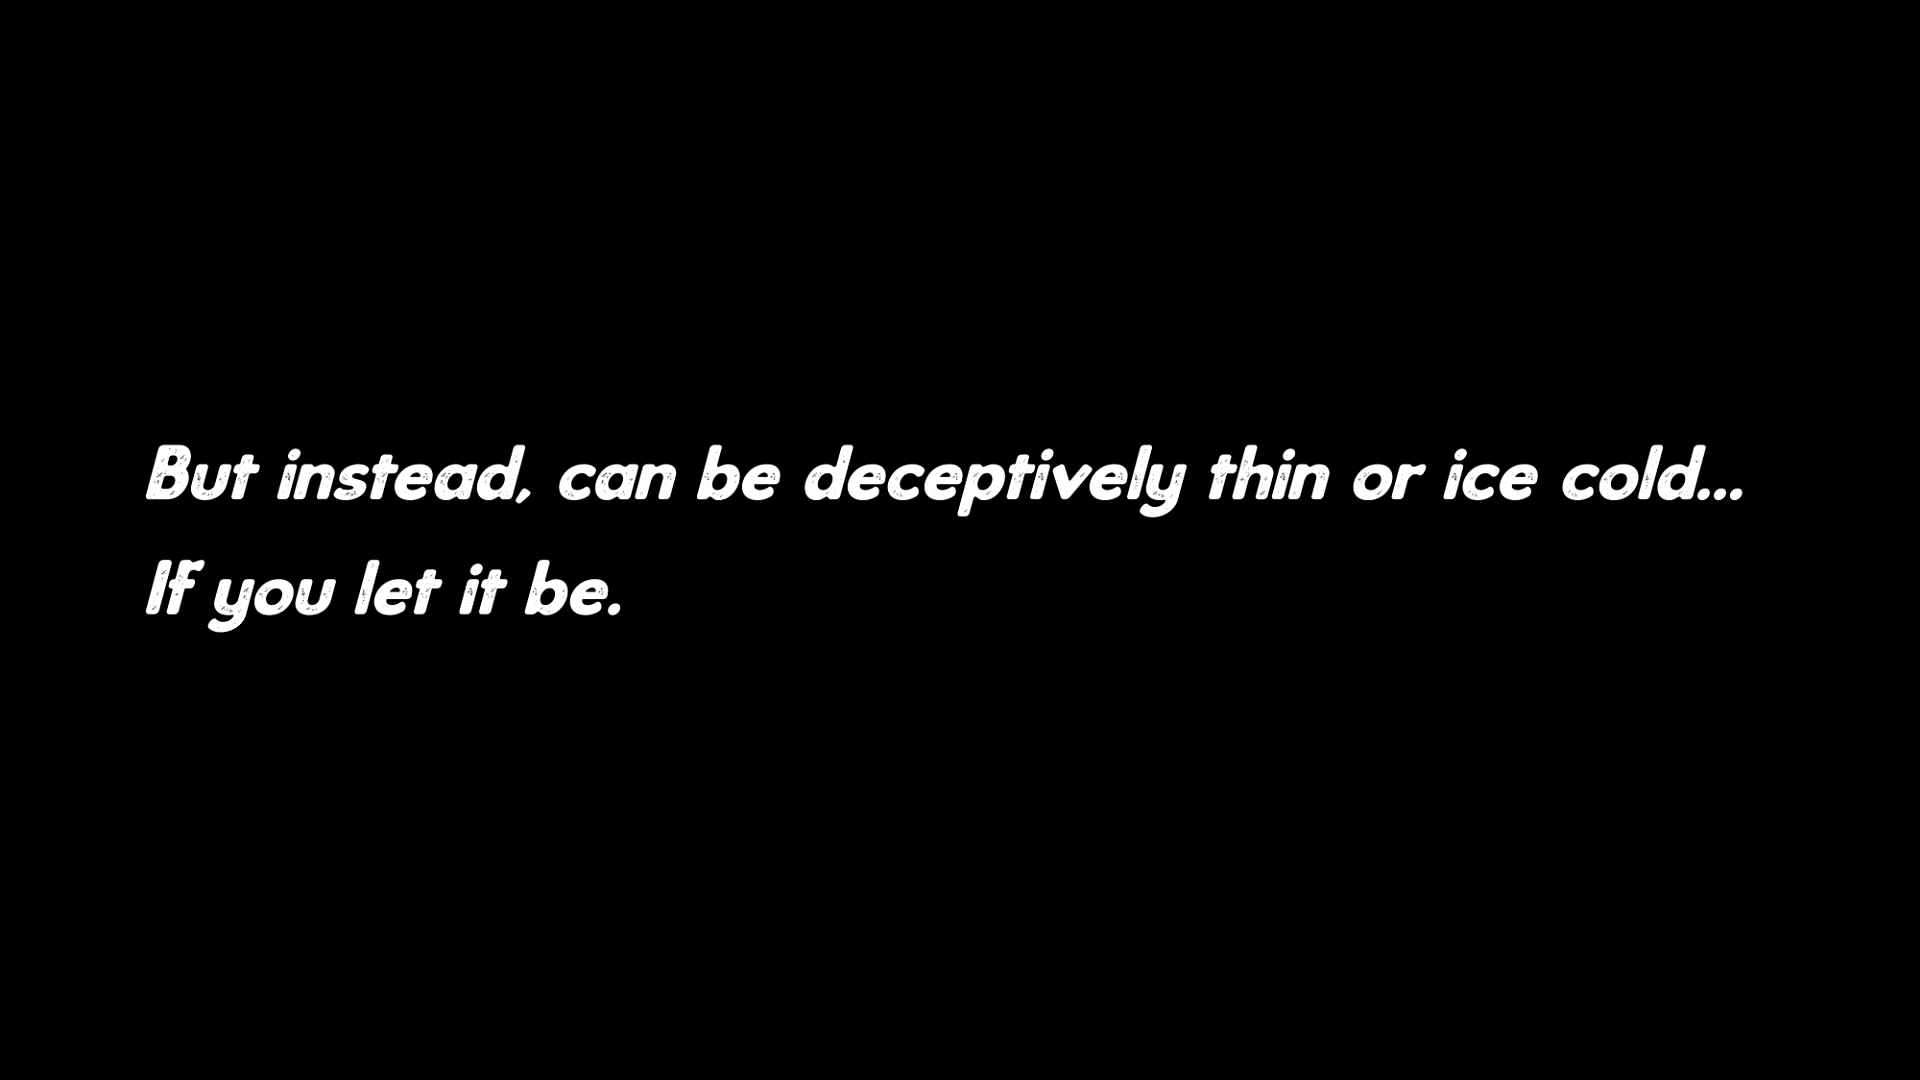 But instead, can be deceptively thin or ice cold...
If you let it be.